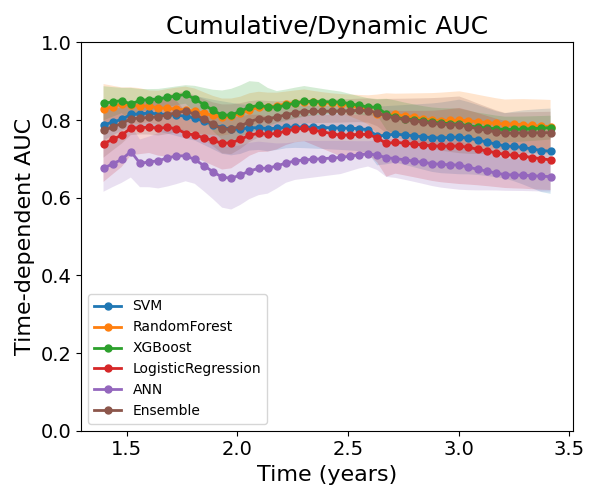 Cumulative/Dynamic AUC
Time-dependent AUC
1.0
0.8
0.6
0.4
0.2
0.0
SVM
RandomForest
XGBoost
LogisticRegression
ANN
Ensemble
1.5 2.0 2.5 3.0 3.5
Time (years)